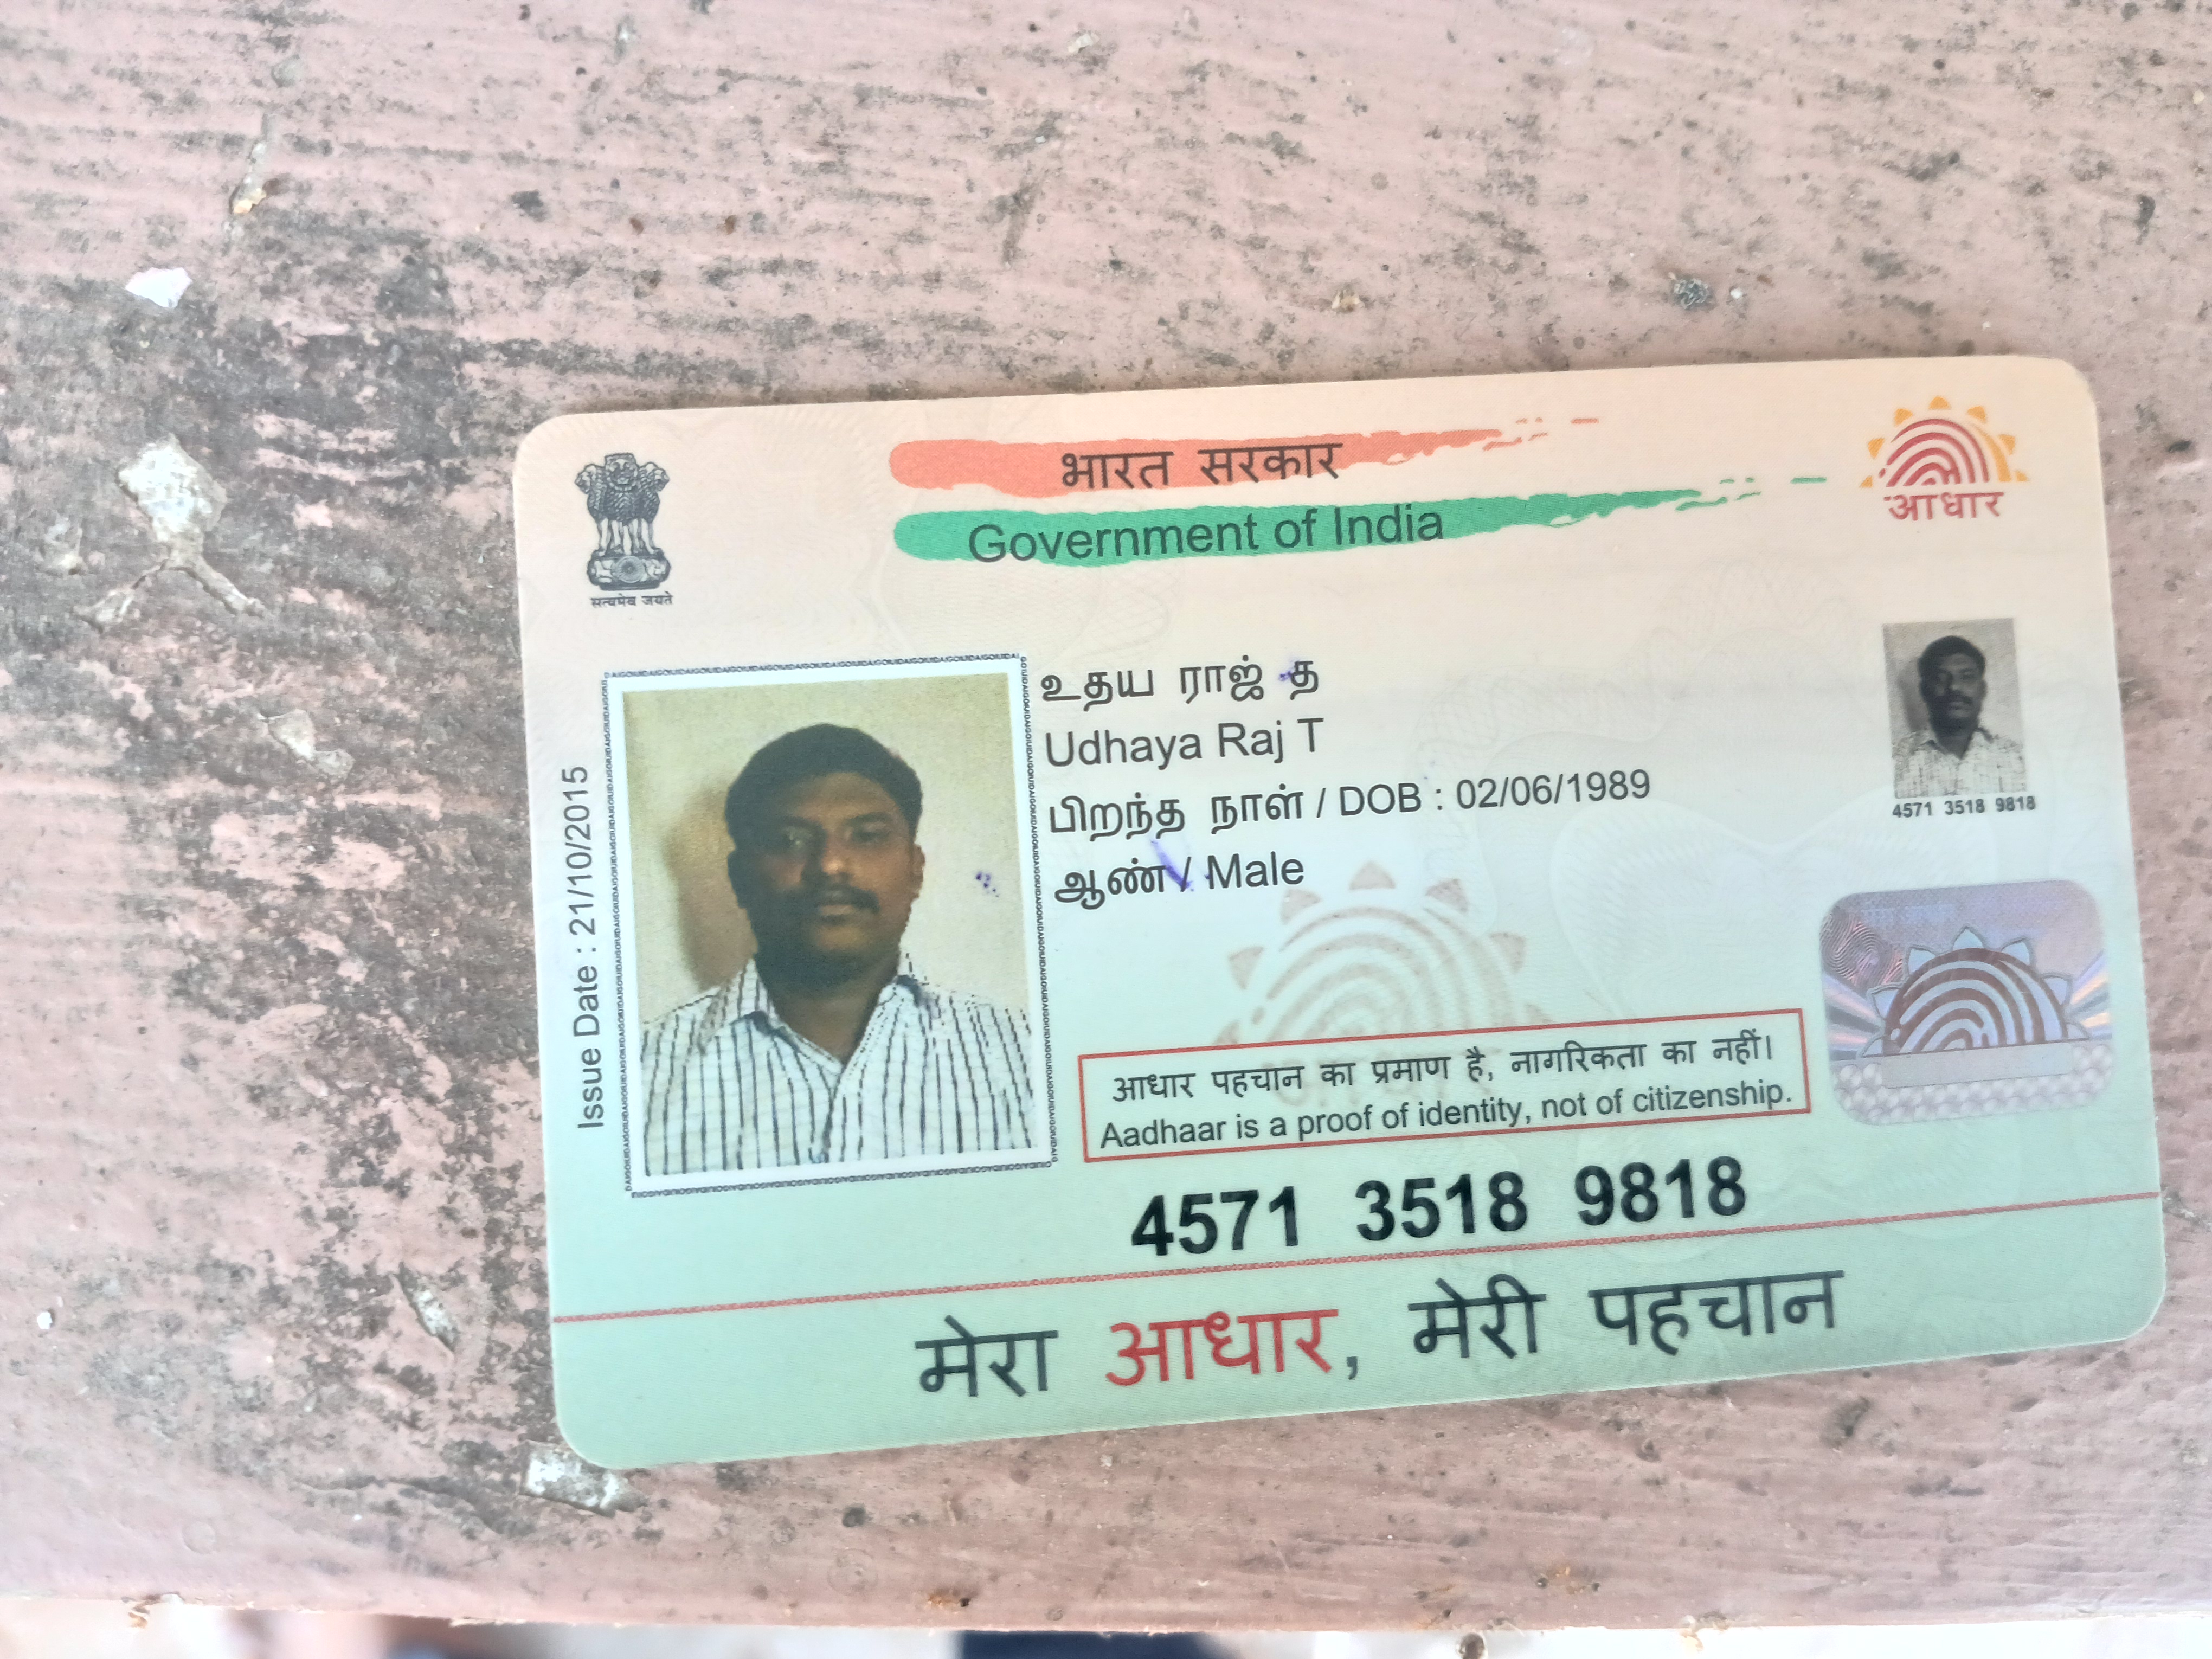 भारत सरकार
Government of India
सत्यमेव जयते
आधार
उதய ராஜ் த
Udhaya Raj T
பிறந்த நாள் / DOB : 02/06/1989
ஆண் / Male
Issue Date : 21/10/2015
4571 3518 9818
आधार पहचान का प्रमाण है, नागरिकता का नहीं।
Aadhaar is a proof of identity, not of citizenship.
4571 3518 9818
मेरा आधार, मेरी पहचान